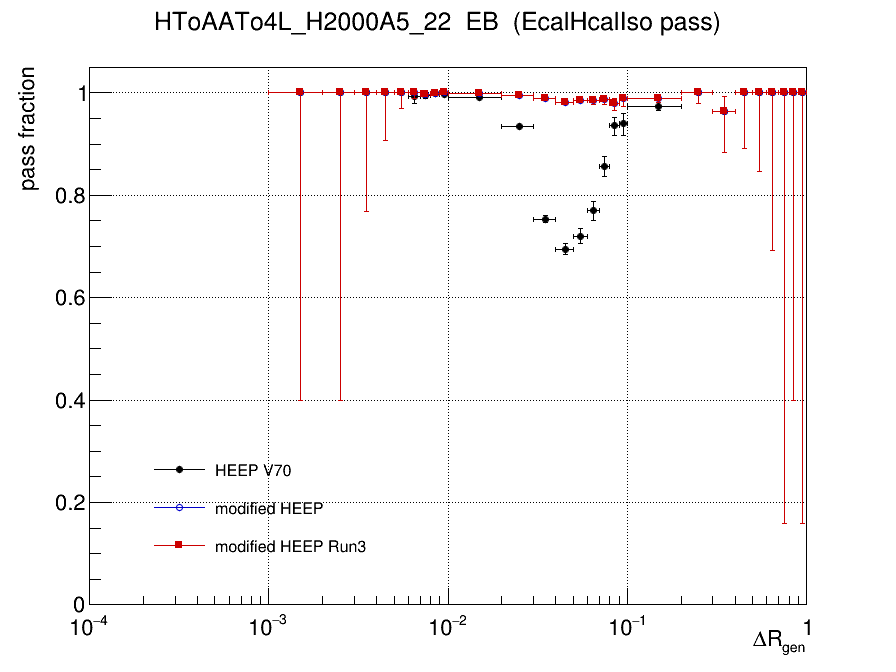 HToAATo4L_H2000A5_22 EB (EcalHcalIso pass)
pass fraction
1
0.8
0.6
0.4
0.2
0
HEEP V70
modified HEEP
modified HEEP Run3
10⁻⁴ 10⁻³ 10⁻² 10⁻¹ 1
ΔR_gen